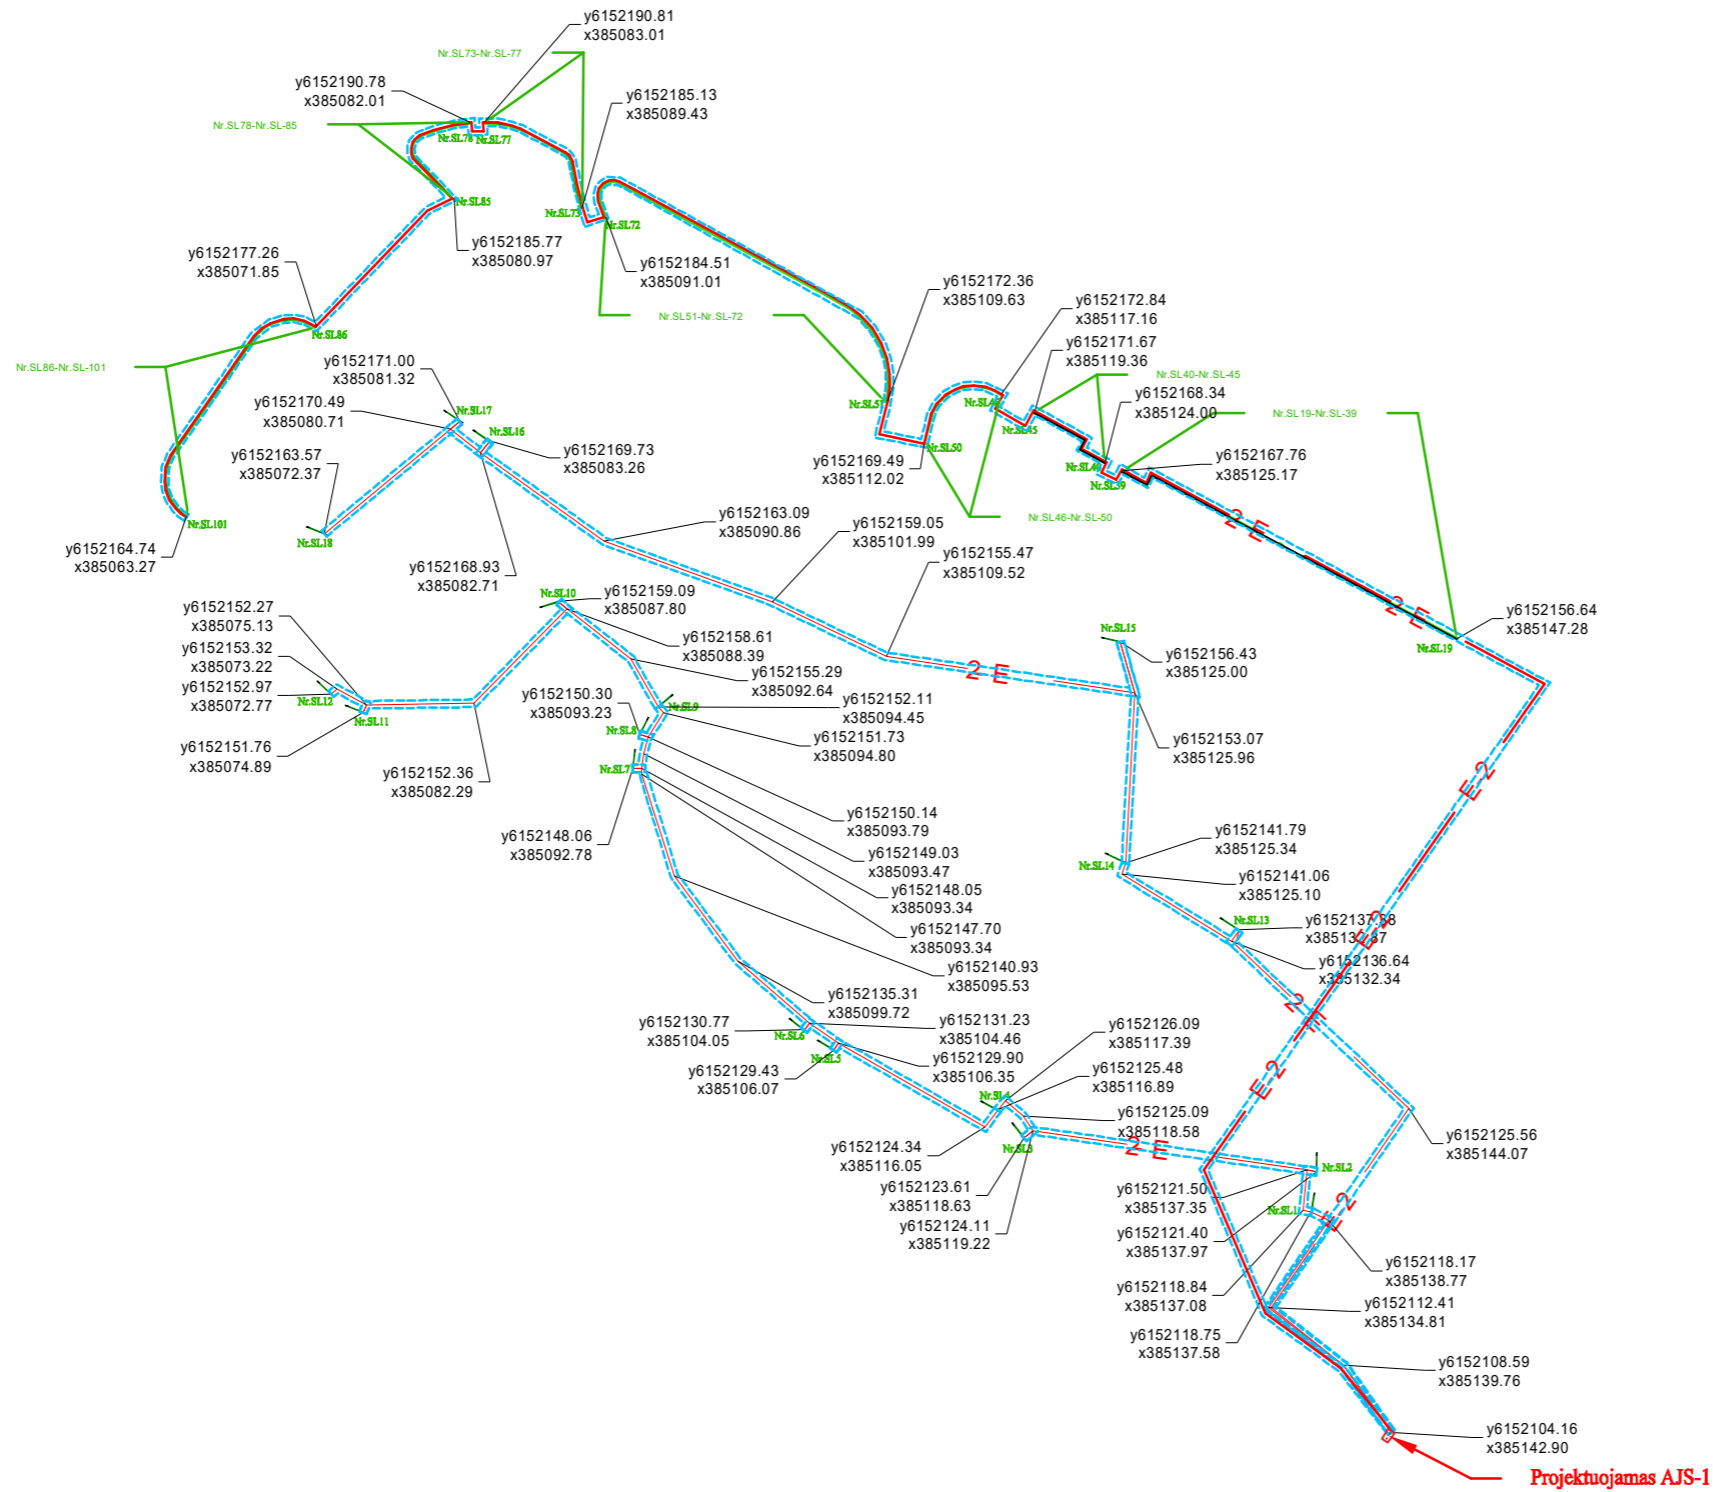 y6152190.81
x385083.01
Nr.SL73-Nr.SL-77
y6152190.78
x385082.01
y6152185.13
x385089.43
Nr.SL78-Nr.SL-85
Nr.SL77
Nr.SL85
Nr.SL73
Nr.SL72
y6152185.77
x385080.97
y6152177.26
x385071.85
y6152184.51
x385091.01
y6152172.36
x385109.63
y6152172.84
x385117.16
Nr.SL51-Nr.SL-72
Nr.SL86
y6152171.67
x385119.36
Nr.SL86-Nr.SL-101
y6152171.00
x385081.32
Nr.SL40-Nr.SL-45
y6152168.34
x385124.00
y6152170.49
x385080.71
Nr.SL17
Nr.SL16
Nr.SL45
Nr.SL19-Nr.SL-39
y6152163.57
x385072.37
y6152169.73
x385083.26
Nr.SL50
y6152169.49
x385112.02
y6152167.76
x385125.17
Nr.SL39
Nr.SL101
Nr.SL46-Nr.SL-50
2 E
y6152163.09
x385090.86
y6152159.05
x385101.99
Nr.SL18
y6152164.74
x385063.27
y6152168.93
x385082.71
y6152155.47
x385109.52
Nr.SL10
y6152159.09
x385087.80
2 E
y6152156.64
x385147.28
y6152152.27
x385075.13
y6152158.61
x385088.39
Nr.SL15
Nr.SL19
y6152153.32
x385073.22
y6152156.43
x385125.00
y6152155.29
x385092.64
2 E
y6152152.97
x385072.77
Nr.SL12
Nr.SL11
y6152150.30
x385093.23
Nr.SL9
y6152152.11
x385094.45
Nr.SL8
y6152151.73
x385094.80
y6152153.07
x385125.96
y6152151.76
x385074.89
Nr.SL7
y6152152.36
x385082.29
E2
y6152150.14
x385093.79
y6152148.06
x385092.78
y6152149.03
x385093.47
y6152141.79
x385125.34
Nr.SL14
y6152148.05
x385093.34
y6152141.06
x385125.10
y6152147.70
x385093.34
Nr.SL13
E2
y6152140.93
x385095.53
y6152136.64
x385132.34
y6152135.31
x385099.72
2 E
y6152130.77
x385104.05
Nr.SL6
y6152131.23
x385104.46
y6152126.09
x385117.39
Nr.SL5
y6152129.43
x385106.07
y6152129.90
x385106.35
y6152125.48
x385116.89
E2
Nr.SL4
y6152125.09
x385118.58
y6152124.34
x385116.05
Nr.SL3
2 E
y6152125.56
x385144.07
Nr.SL2
y6152123.61
x385118.63
y6152121.50
x385137.35
Nr.SL1
E2
y6152124.11
x385119.22
y6152121.40
x385137.97
y6152118.17
x385138.77
y6152118.84
x385137.08
y6152112.41
x385134.81
y6152118.75
x385137.58
y6152108.59
x385139.76
y6152104.16
x385142.90
Projektuojamas AJS-1